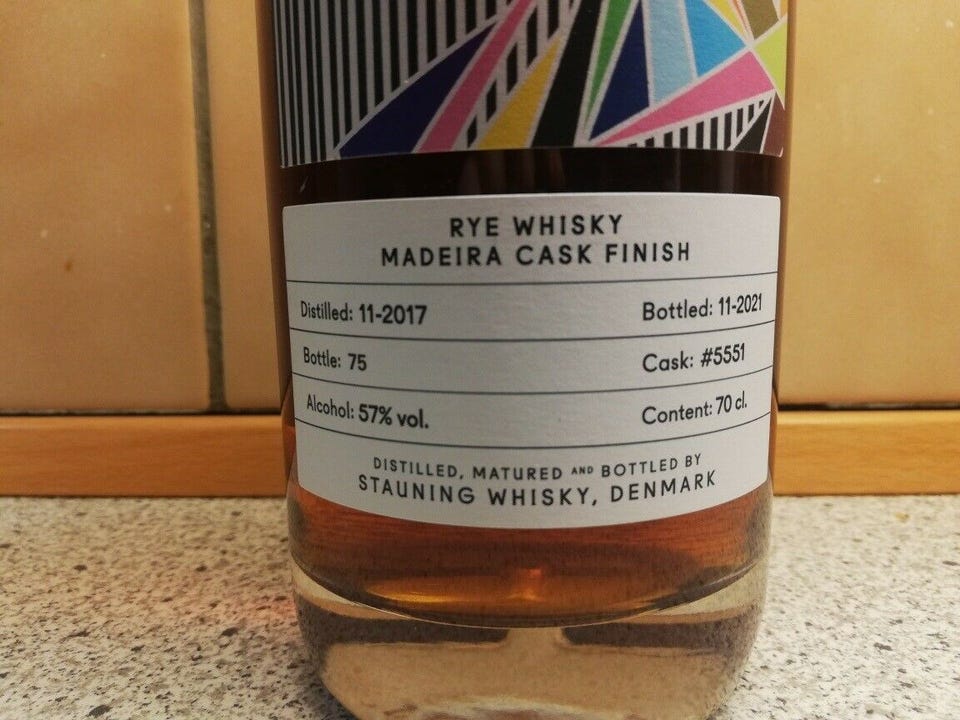 RYE WHISKY
MADEIRA CASK FINISH
Distilled: 11-2017 Bottled: 11-2021
Bottle: 75 Cask: #5551
Alcohol: 57% vol. Content: 70 cl.
DISTILLED, MATURED AND BOTTLED BY
STAUNING WHISKY, DENMARK